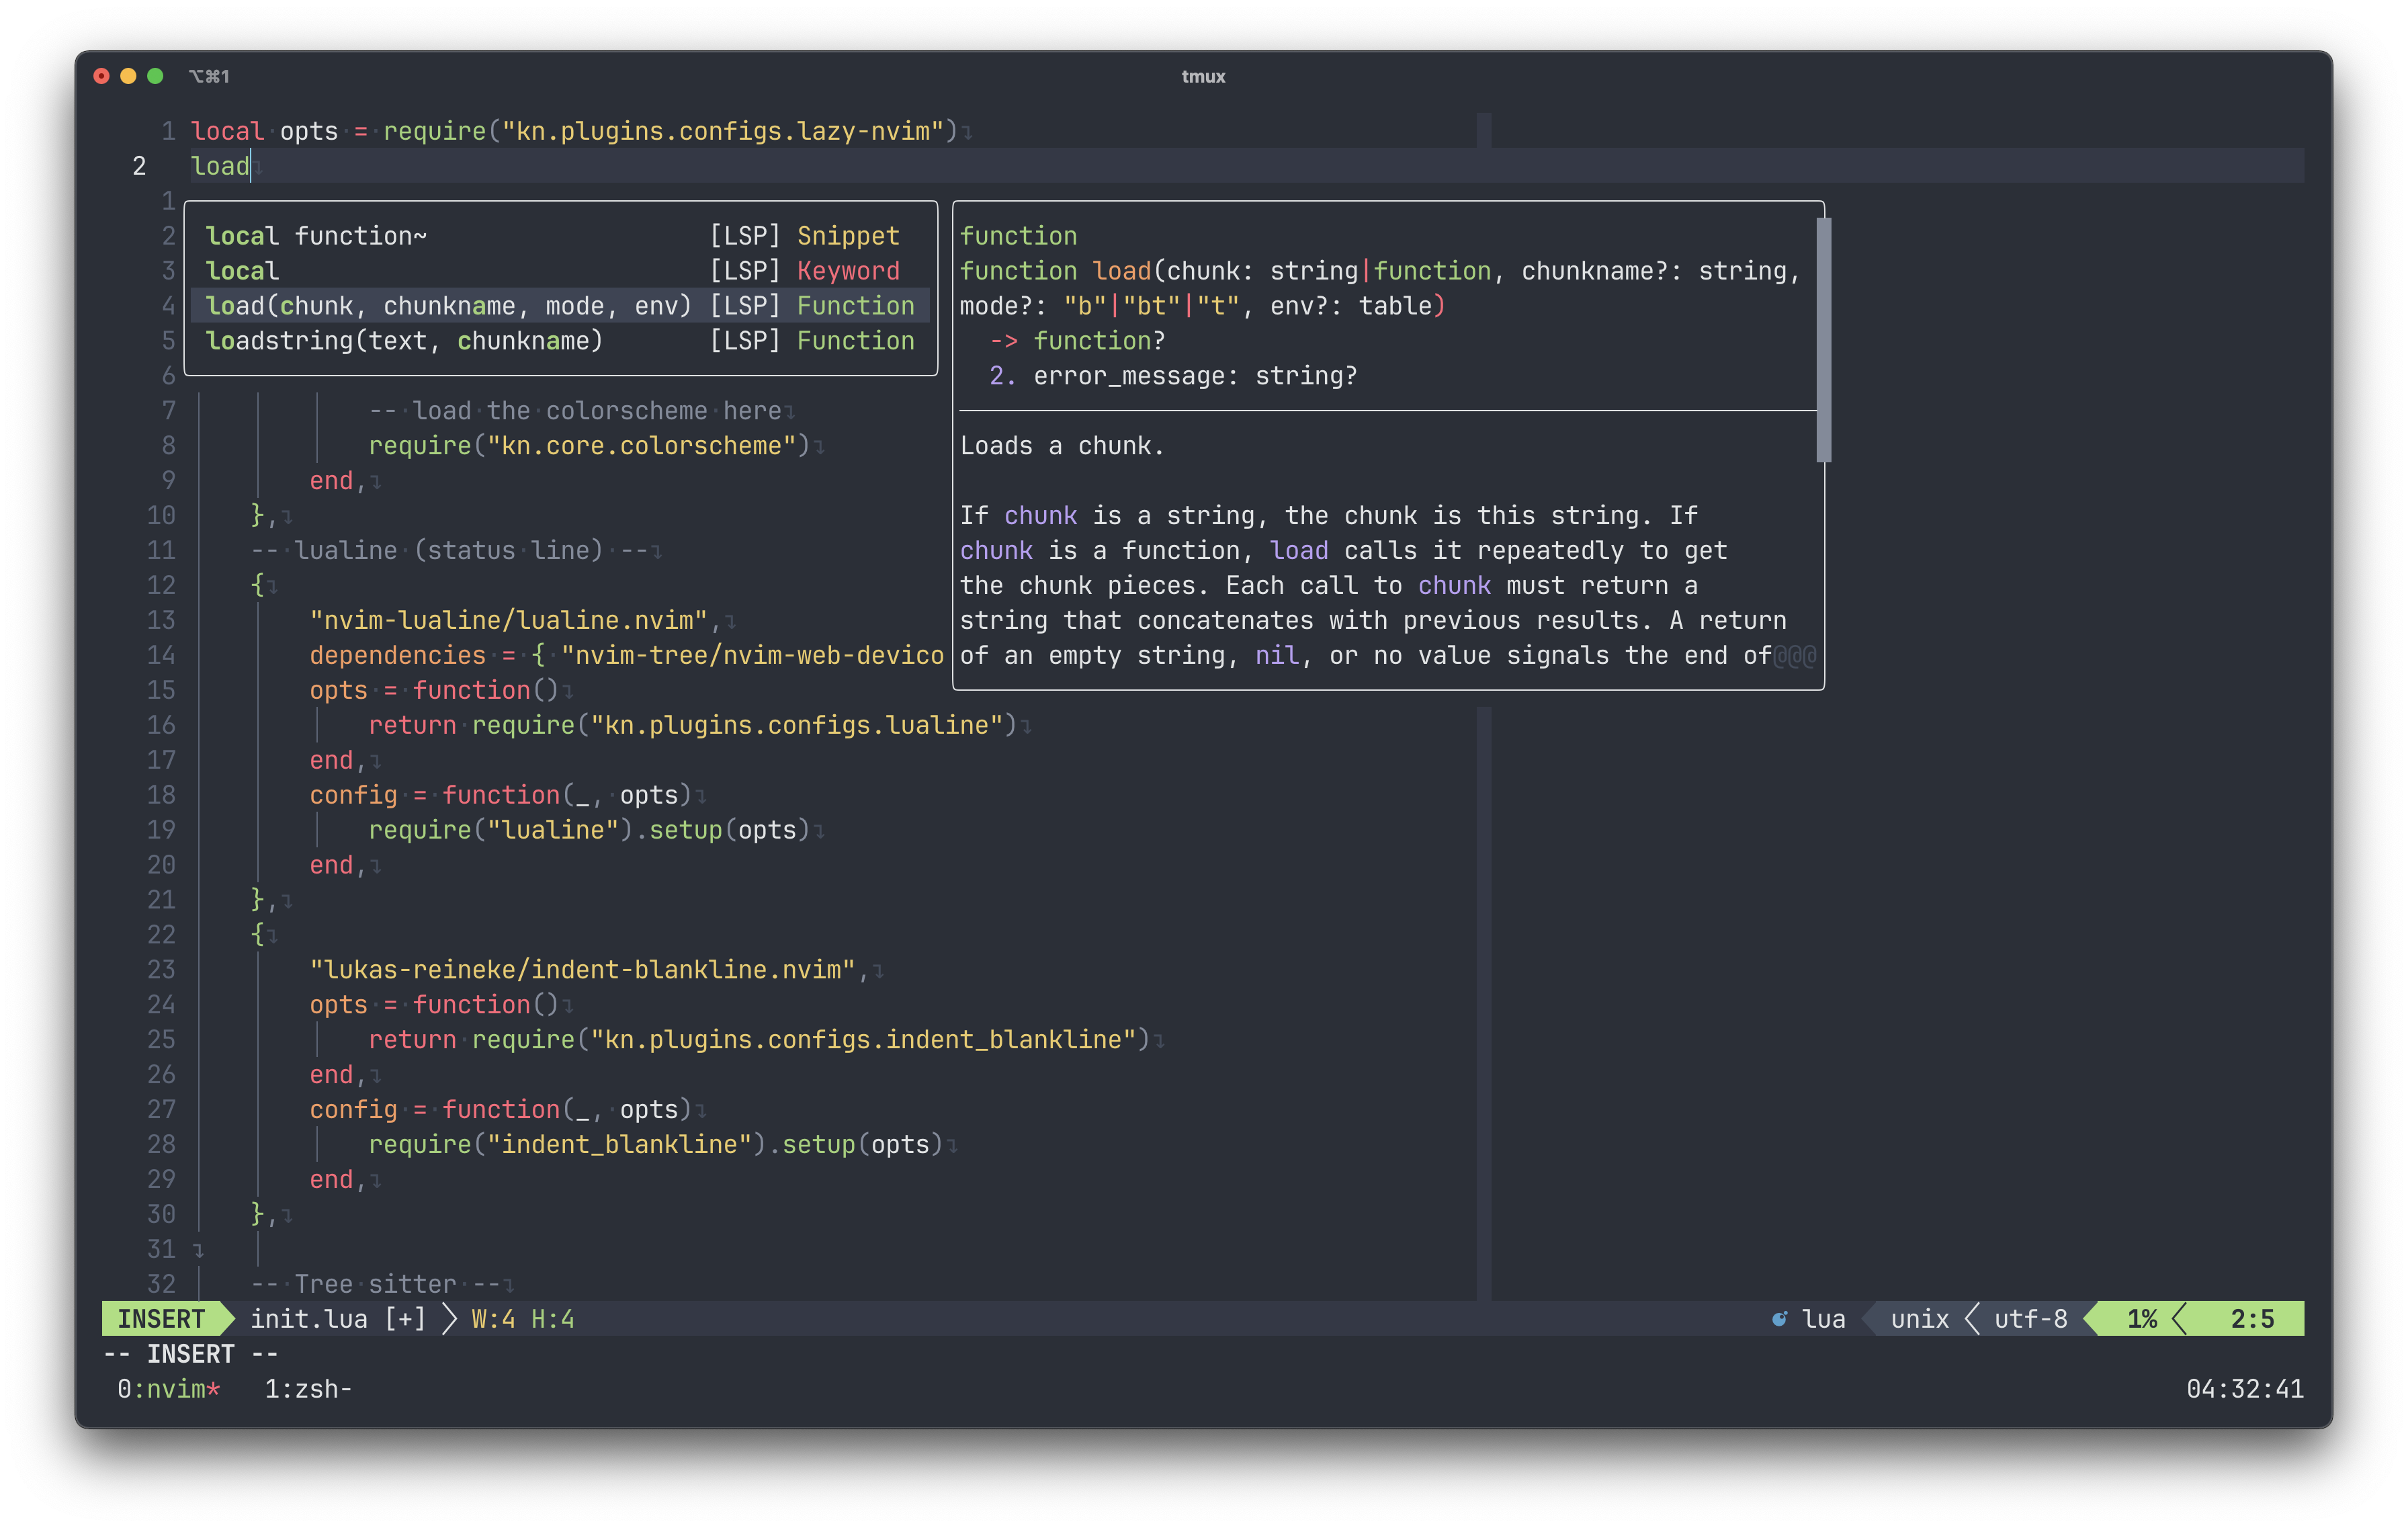 ⌥⌘1 tmux
1 local opts = require("kn.plugins.configs.lazy-nvim")
2 load
1
2 local function~ [LSP] Snippet function
3 local [LSP] Keyword function load(chunk: string|function, chunkname?: string,
4 load(chunk, chunkname, mode, env) [LSP] Function mode?: "b"|"bt"|"t", env?: table)
5 loadstring(text, chunkname) [LSP] Function -> function?
6 2. error_message: string?
7 -- load the colorscheme here
8 require("kn.core.colorscheme") Loads a chunk.
9 end,
10 }, If chunk is a string, the chunk is this string. If
11 -- lualine (status line) -- chunk is a function, load calls it repeatedly to get
12 { the chunk pieces. Each call to chunk must return a
13 "nvim-lualine/lualine.nvim", string that concatenates with previous results. A return
14 dependencies = { "nvim-tree/nvim-web-devico of an empty string, nil, or no value signals the end of@@@
15 opts = function()
16 return require("kn.plugins.configs.lualine")
17 end,
18 config = function(_, opts)
19 require("lualine").setup(opts)
20 end,
21 },
22 {
23 "lukas-reineke/indent-blankline.nvim",
24 opts = function()
25 return require("kn.plugins.configs.indent_blankline")
26 end,
27 config = function(_, opts)
28 require("indent_blankline").setup(opts)
29 end,
30 },
31
32 -- Tree sitter --
INSERT init.lua [+] W:4 H:4 lua unix utf-8 1% 2:5
-- INSERT --
0:nvim* 1:zsh- 04:32:41